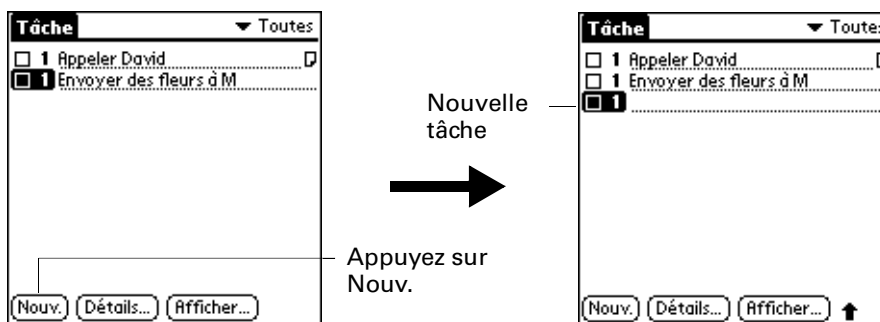 Tâche Toutes
1 Appeler David
1 Envoyer des fleurs à M
Nouv. Détails... Afficher...
Appuyez sur
Nouv.
Nouvelle
tâche
Tâche Toutes
1 Appeler David
1 Envoyer des fleurs à M
1
Nouv. Détails... Afficher...